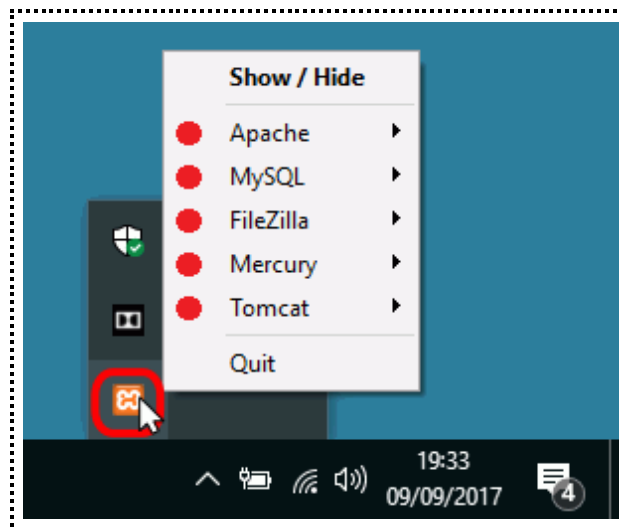 Show / Hide
Apache
MySQL
FileZilla
Mercury
Tomcat
Quit
19:33
09/09/2017
4